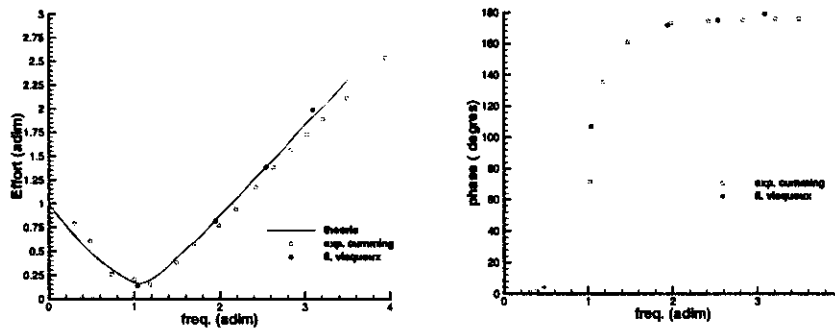 3
2.75
2.5
2.25
2
1.75
1.5
1.25
1
0.75
0.5
0.25
0
Effort (adim)
theorie
exp. cumming
fl. visqueux
0 1 2 3 4
freq. (adim)
180
160
140
120
100
80
60
40
20
0
phase ( degres)
exp. cumming
fl. visqueux
0 1 2 3
freq. (adim)